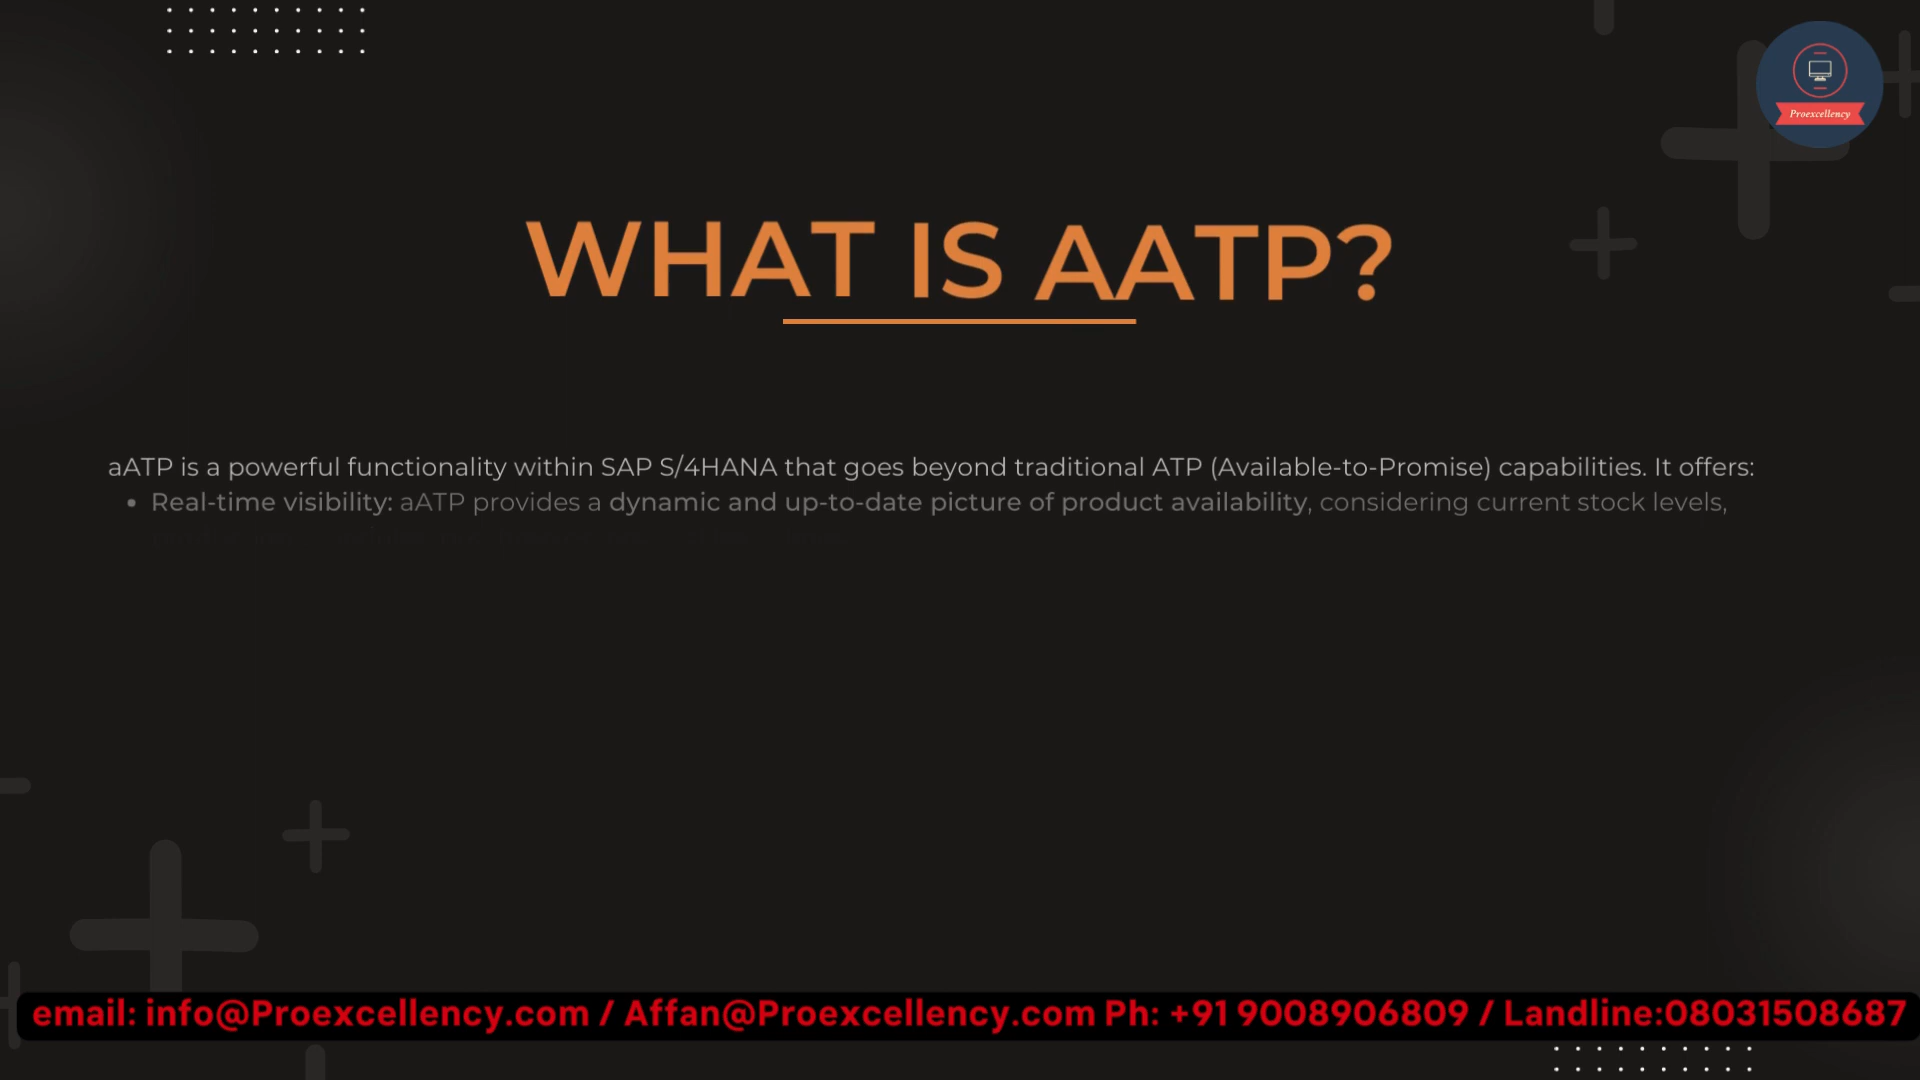 Proexcellency
WHAT IS AATP?
aATP is a powerful functionality within SAP S/4HANA that goes beyond traditional ATP (Available-to-Promise) capabilities. It offers:
• Real-time visibility: aATP provides a dynamic and up-to-date picture of product availability, considering current stock levels,
email: info@Proexcellency.com / Affan@Proexcellency.com Ph: +91 9008906809 / Landline:08031508687